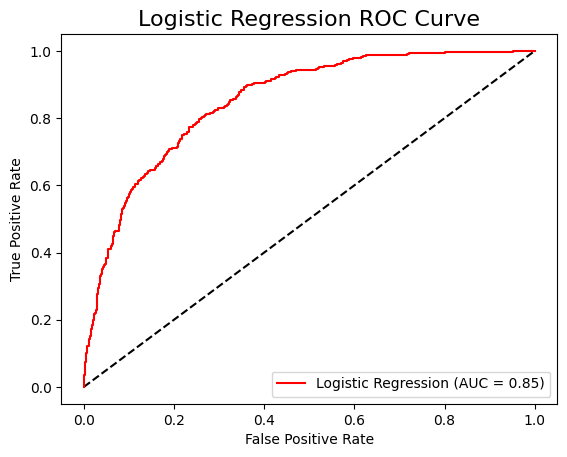 Logistic Regression ROC Curve
1.0
0.8
0.6
0.4
0.2
0.0
True Positive Rate
Logistic Regression (AUC = 0.85)
0.0 0.2 0.4 0.6 0.8 1.0
False Positive Rate